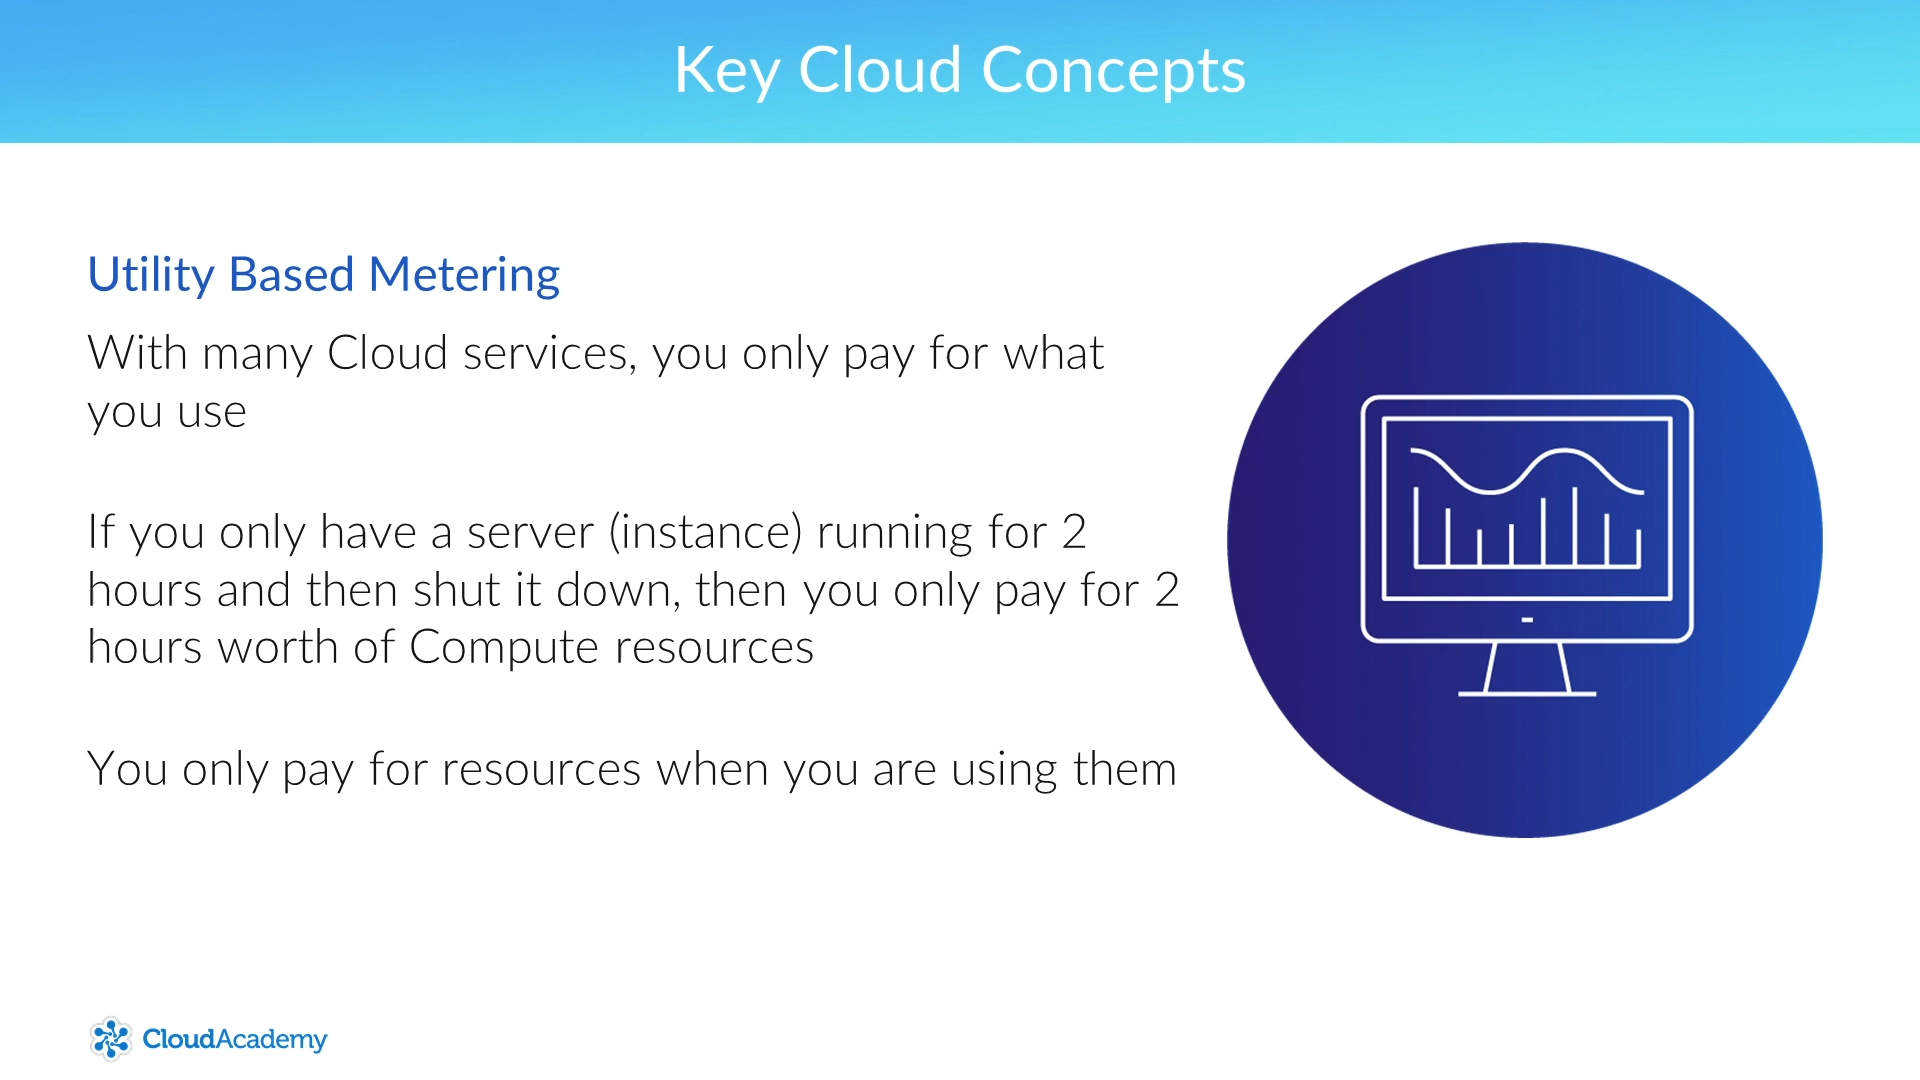 Key Cloud Concepts
Utility Based Metering
With many Cloud services, you only pay for what
you use
If you only have a server (instance) running for 2
hours and then shut it down, then you only pay for 2
hours worth of Compute resources
You only pay for resources when you are using them
CloudAcademy